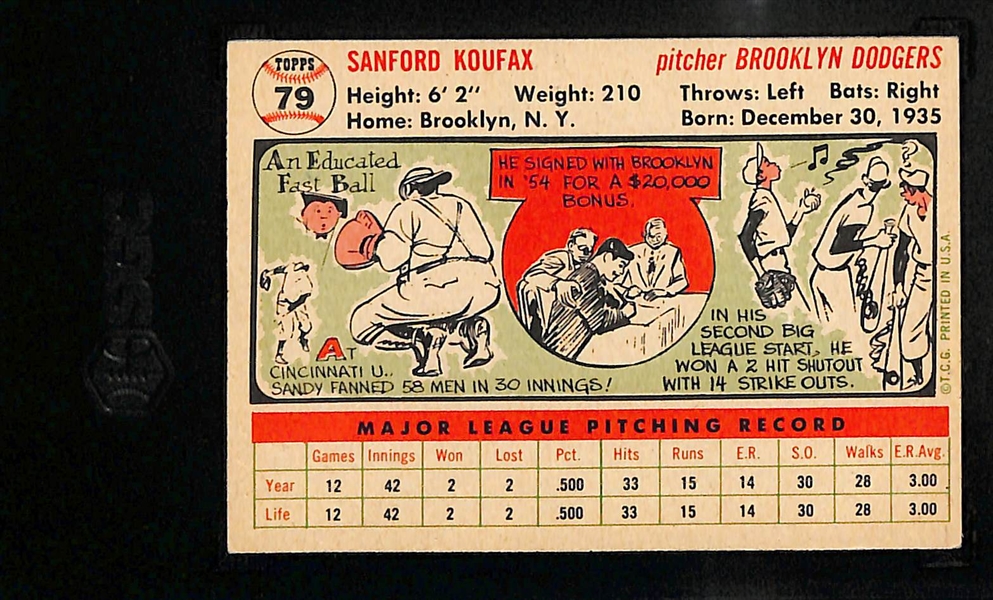 TOPPS
79
SANFORD KOUFAX
pitcher BROOKLYN DODGERS
Height: 6' 2" Weight: 210 Throws: Left Bats: Right
Home: Brooklyn, N. Y. Born: December 30, 1935
An Educated
Fast Ball
AT
CINCINNATI U..
SANDY FANNED 58 MEN IN 30 INNINGS!
HE SIGNED WITH BROOKLYN
IN '54 FOR A $20,000
BONUS.
IN HIS
SECOND BIG
LEAGUE START, HE
WON A 2 HIT SHUTOUT
WITH 14 STRIKE OUTS.
©T.C.G. PRINTED IN U.S.A.
MAJOR LEAGUE PITCHING RECORD
Games Innings Won Lost Pct. Hits Runs E.R. S.O. Walks E.R.Avg.
Year 12 42 2 2 .500 33 15 14 30 28 3.00
Life 12 42 2 2 .500 33 15 14 30 28 3.00
SGC